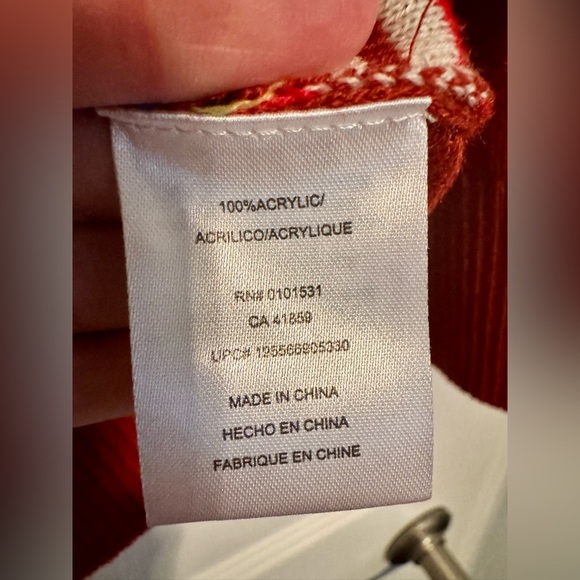 100%ACRYLIC/
ACRILICO/ACRYLIQUE
RN# 0101531
CA 41859
UPC# 195566905330
MADE IN CHINA
HECHO EN CHINA
FABRIQUE EN CHINE